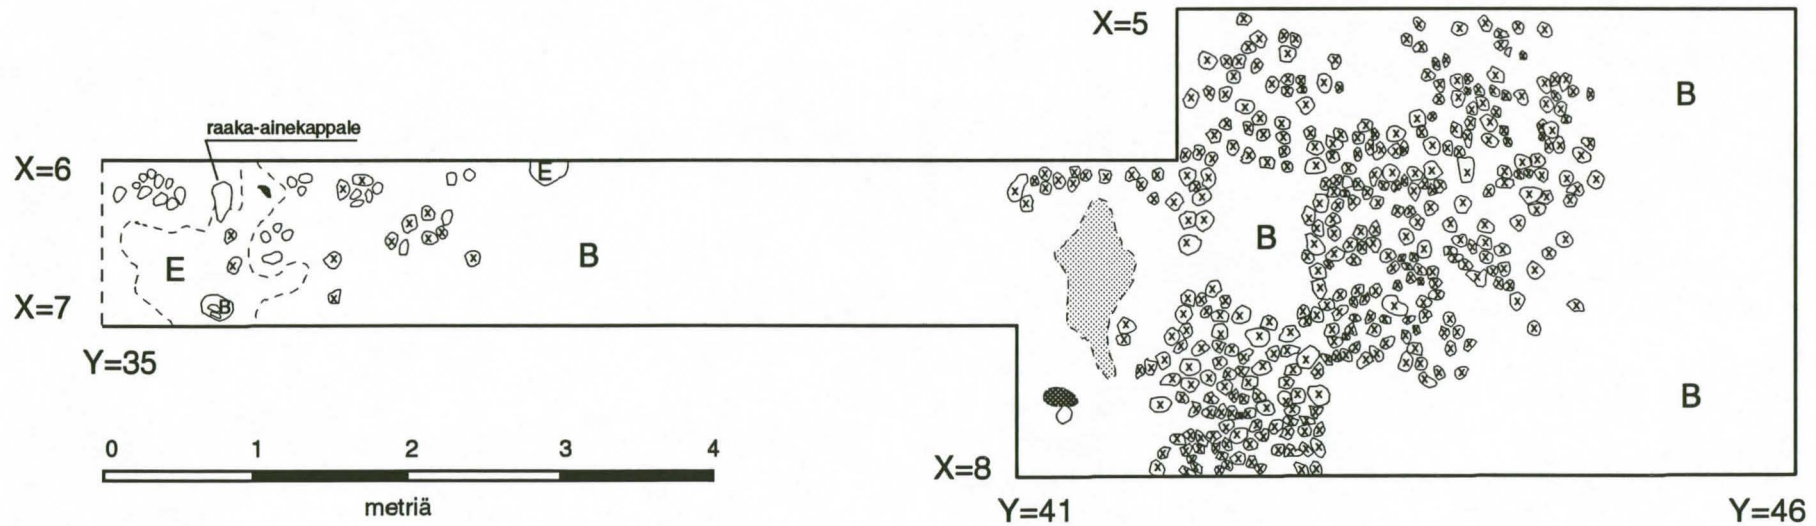 X=5
B
raaka-ainekappale
X=6
E
B
E
B
B
X=7
B
Y=35
B
0 1 2 3 4
metriä
X=8
Y=41 Y=46